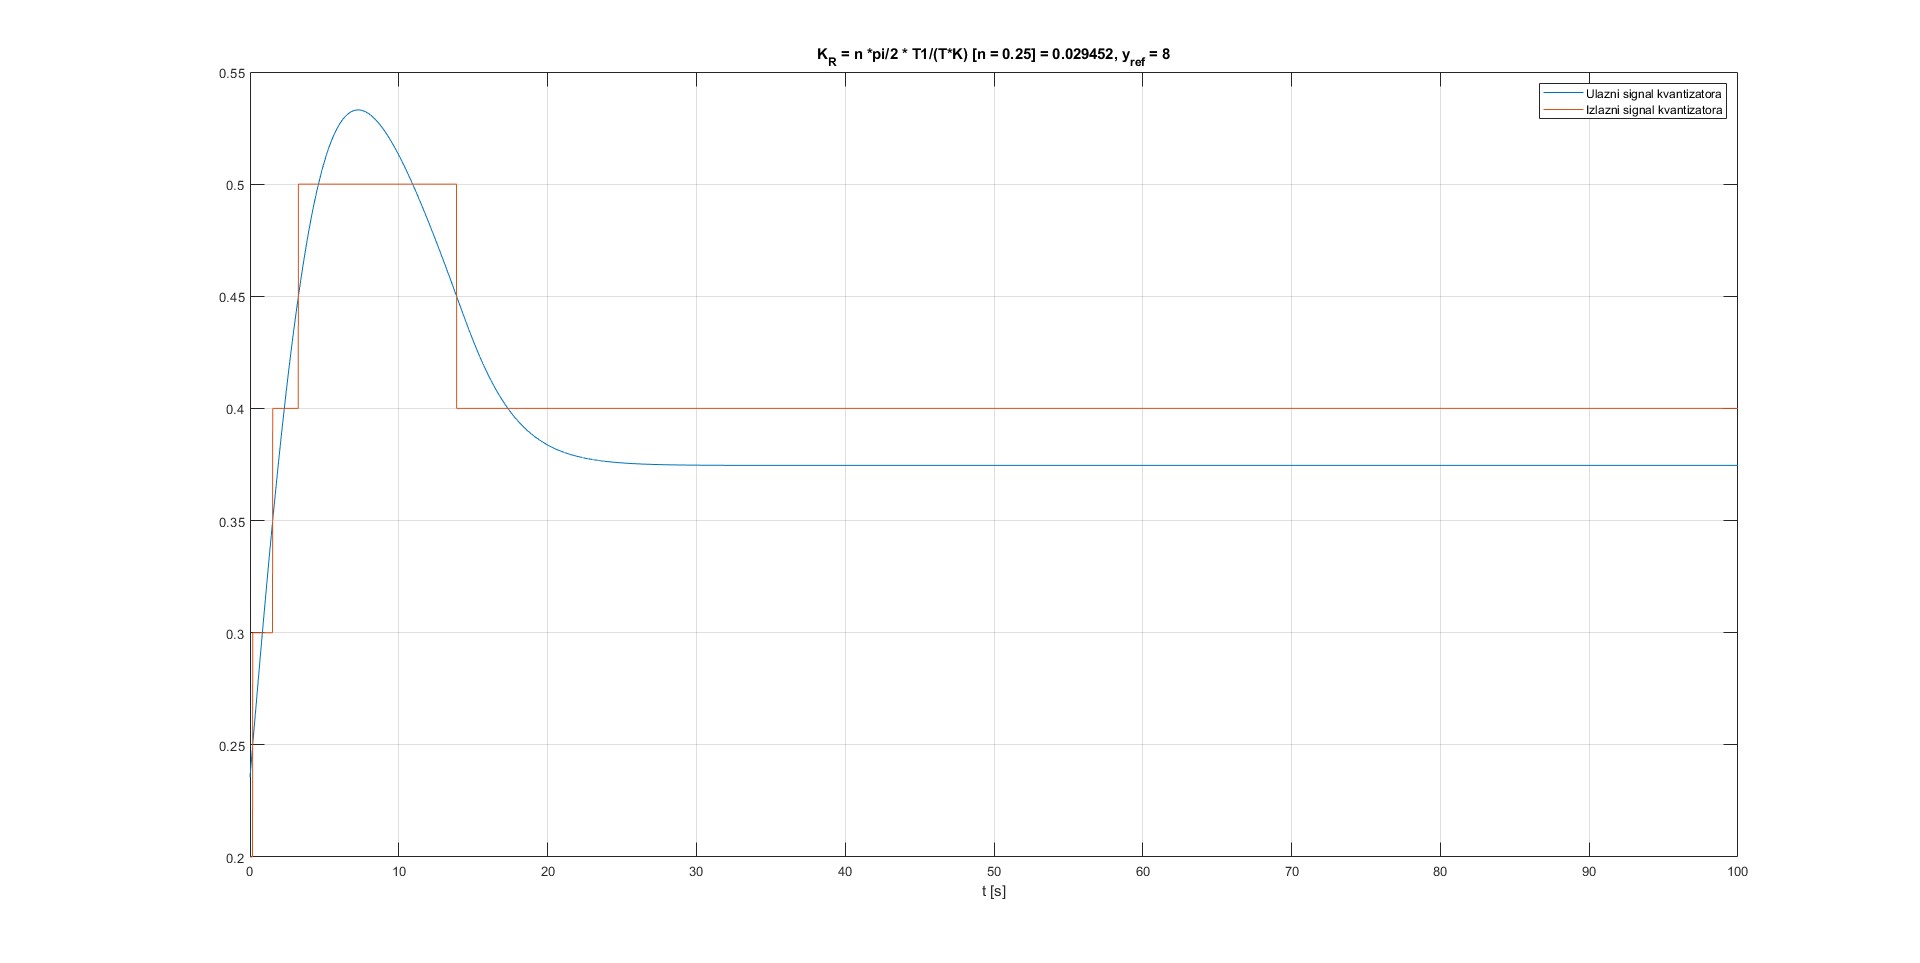 K_R = n *pi/2 * T1/(T*K) [n = 0.25] = 0.029452, y_ref = 8
Ulazni signal kvantizatora
Izlazni signal kvantizatora
0.55
0.5
0.45
0.4
0.35
0.3
0.25
0.2
0 10 20 30 40 50 60 70 80 90 100
t [s]